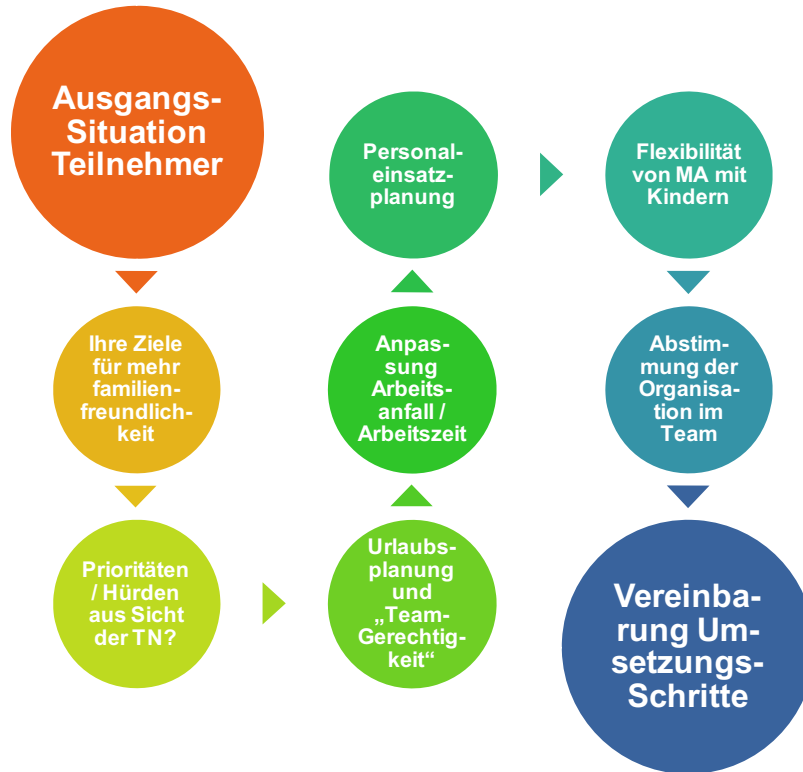 Ausgangs-
Situation
Teilnehmer
Ihre Ziele
für mehr
familien-
freundlich-
keit
Prioritäten
/ Hürden
aus Sicht
der TN?
Urlaubs-
planung
und
„Team-
Gerechtig-
keit“
Anpas-
sung
Arbeits-
anfall /
Arbeitszeit
Personal-
einsatz-
planung
Flexibilität
von MA mit
Kindern
Abstim-
mung der
Organisa-
tion im
Team
Vereinba-
rung Um-
setzungs-
Schritte